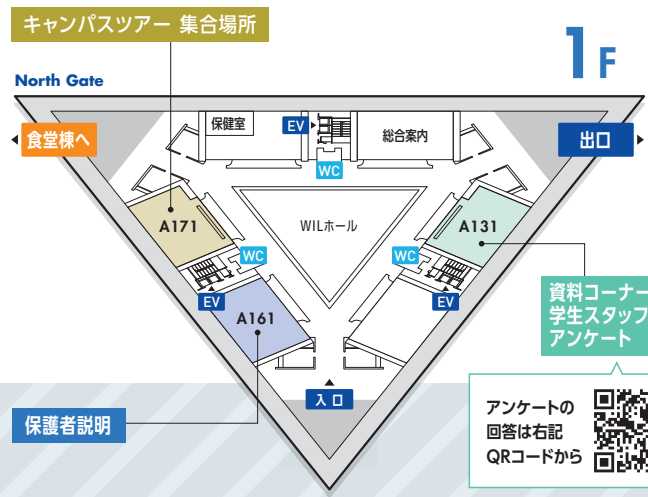 キャンパスツアー 集合場所
1F
North Gate
食堂棟へ
保健室
EV
総合案内
出口
WC
A171
WILホール
A131
WC
WC
EV
EV
A161
資料コーナー
学生スタッフ
アンケート
入口
保護者説明
アンケートの
回答は右記
QRコードから